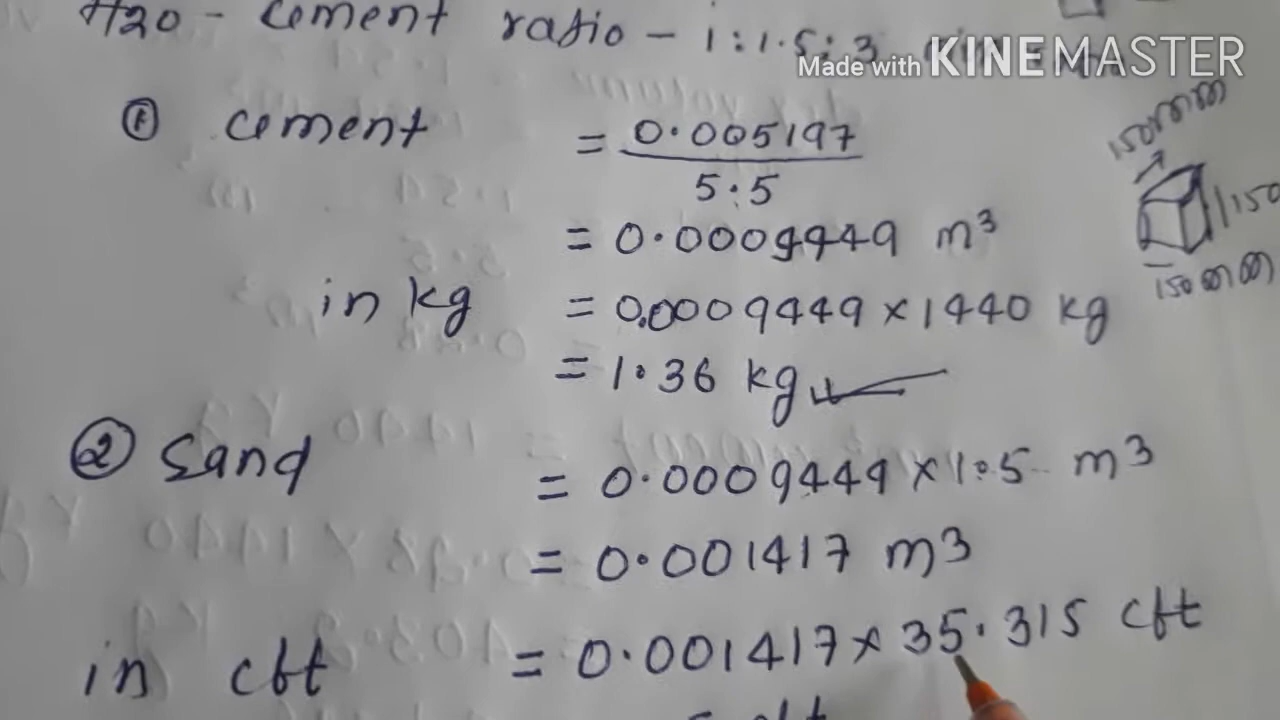 H20 - Cement ratio - 1:1.5:3
Made with KINEMASTER
① cement = 0.005197
5.5
= 0.0009449 m³
in kg = 0.0009449 × 1440 kg
= 1.36 kg
150mm
150
150mm
② Sand = 0.0009449 × 1.5 m³
= 0.001417 m³
in cft = 0.001417 × 35.315 cft